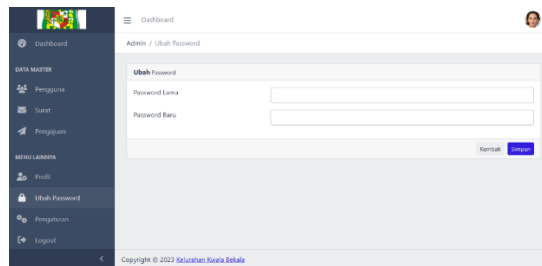 Dashboard
Dashboard
Admin / Ubah Password
DATA MASTER
Pengguna
Surat
Pengajuan
MENU LAINNYA
Profil
Ubah Password
Pengaturan
Logout
Ubah Password
Password Lama
Password Baru
Kembali Simpan
Copyright © 2023 Kelurahan Kwala Bekala